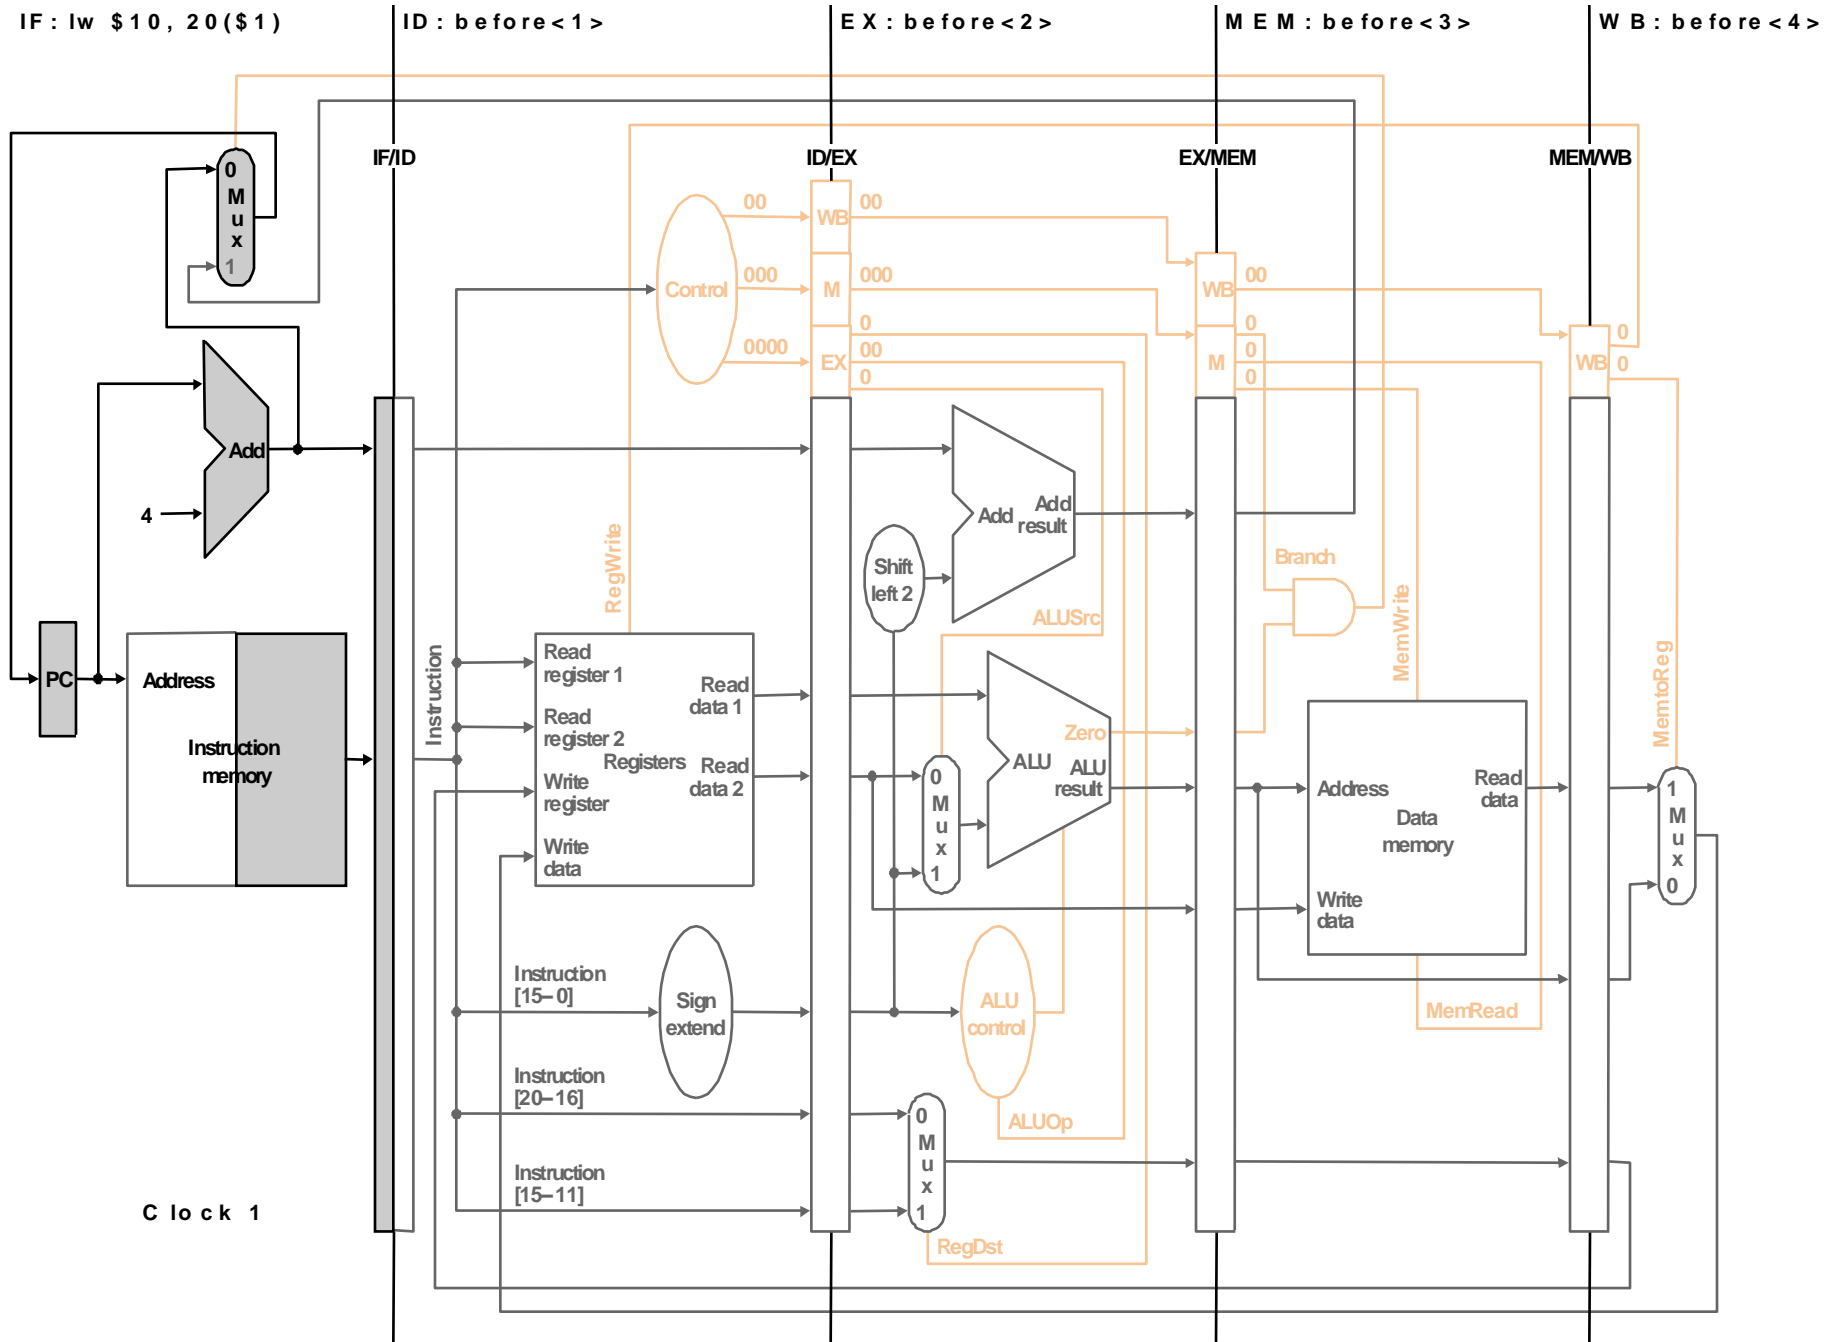 IF: lw $10, 20($1)
ID: before<1>
EX: before<2>
MEM: before<3>
WB: before<4>
IF/ID
ID/EX
EX/MEM
MEM/WB
0
M
u
x
1
Control
00
000
0000
WB
M
EX
00
000
0
00
0
WB
M
00
0
0
0
WB
0
0
Add
4
PC
Address
Instruction
memory
Instruction
RegWrite
Read
register 1
Read
register 2
Write
register
Write
data
Registers
Read
data 1
Read
data 2
Instruction
[15–0]
Sign
extend
Instruction
[20–16]
Instruction
[15–11]
Add
Add
result
Shift
left 2
ALUSrc
0
M
u
x
1
Zero
ALU
ALU
result
ALU
control
ALUOp
0
M
u
x
1
RegDst
Branch
MemWrite
Address
Read
data
Data
memory
Write
data
MemRead
MemtoReg
1
M
u
x
0
Clock 1